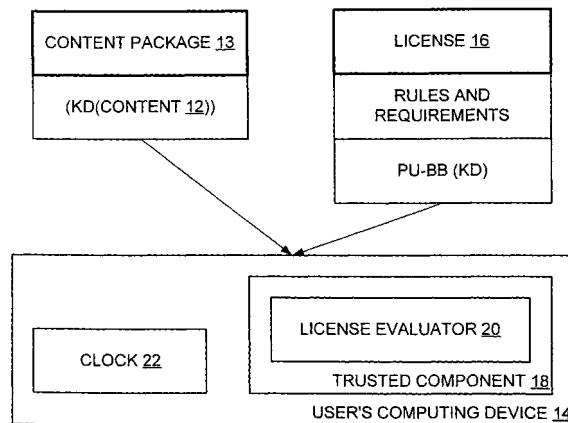 CONTENT PACKAGE 13
(KD(CONTENT 12))
LICENSE 16
RULES AND
REQUIREMENTS
PU-BB (KD)
CLOCK 22
LICENSE EVALUATOR 20
TRUSTED COMPONENT 18
USER'S COMPUTING DEVICE 14